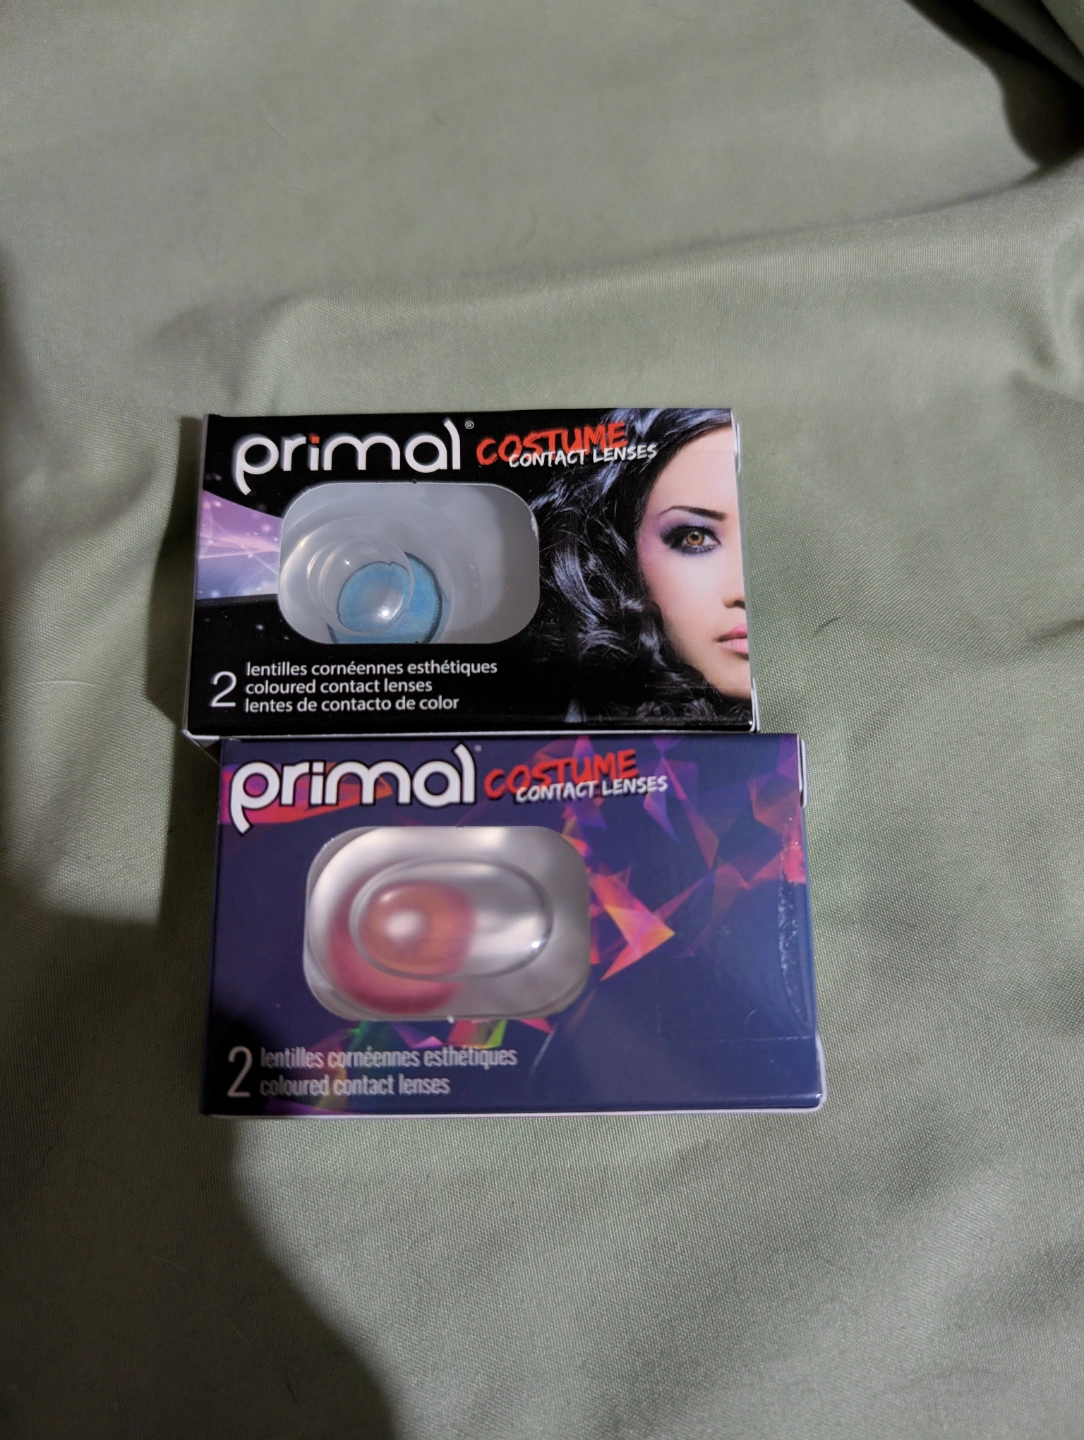 primal® COSTUME
CONTACT LENSES
2 lentilles cornéennes esthétiques
coloured contact lenses
lentes de contacto de color
primal® COSTUME
CONTACT LENSES
2 lentilles cornéennes esthétiques
coloured contact lenses